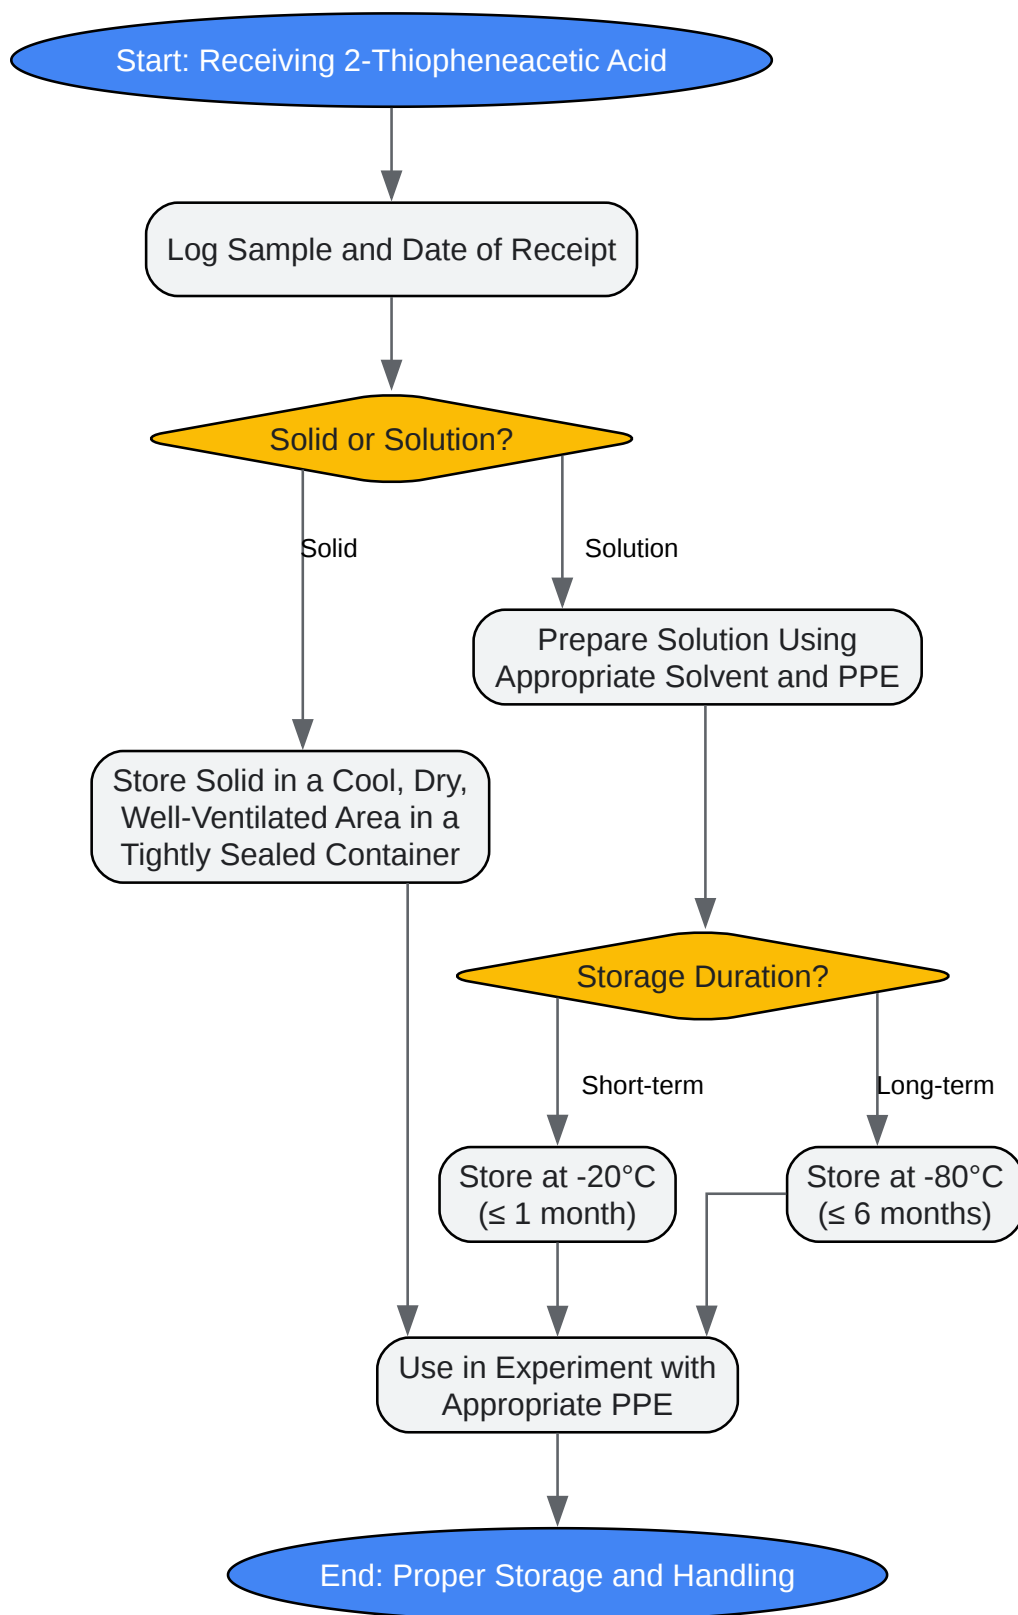 Start: Receiving 2-Thiopheneacetic Acid
Log Sample and Date of Receipt
Solid or Solution?
Solid
Solution
Prepare Solution Using
Appropriate Solvent and PPE
Store Solid in a Cool, Dry,
Well-Ventilated Area in a
Tightly Sealed Container
Storage Duration?
Short-term
Long-term
Store at -20°C
(≤ 1 month)
Store at -80°C
(≤ 6 months)
Use in Experiment with
Appropriate PPE
End: Proper Storage and Handling